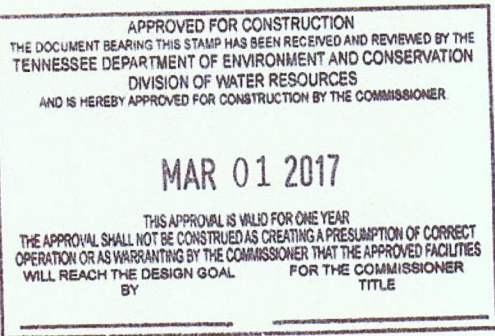 APPROVED FOR CONSTRUCTION
THE DOCUMENT BEARING THIS STAMP HAS BEEN RECEIVED AND REVIEWED BY THE
TENNESSEE DEPARTMENT OF ENVIRONMENT AND CONSERVATION
DIVISION OF WATER RESOURCES
AND IS HEREBY APPROVED FOR CONSTRUCTION BY THE COMMISSIONER
MAR 01 2017
THIS APPROVAL IS VALID FOR ONE YEAR
THE APPROVAL SHALL NOT BE CONSTRUED AS CREATING A PRESUMPTION OF CORRECT
OPERATION OR AS WARRANTING BY THE COMMISSIONER THAT THE APPROVED FACILITIES
WILL REACH THE DESIGN GOAL FOR THE COMMISSIONER
BY TITLE